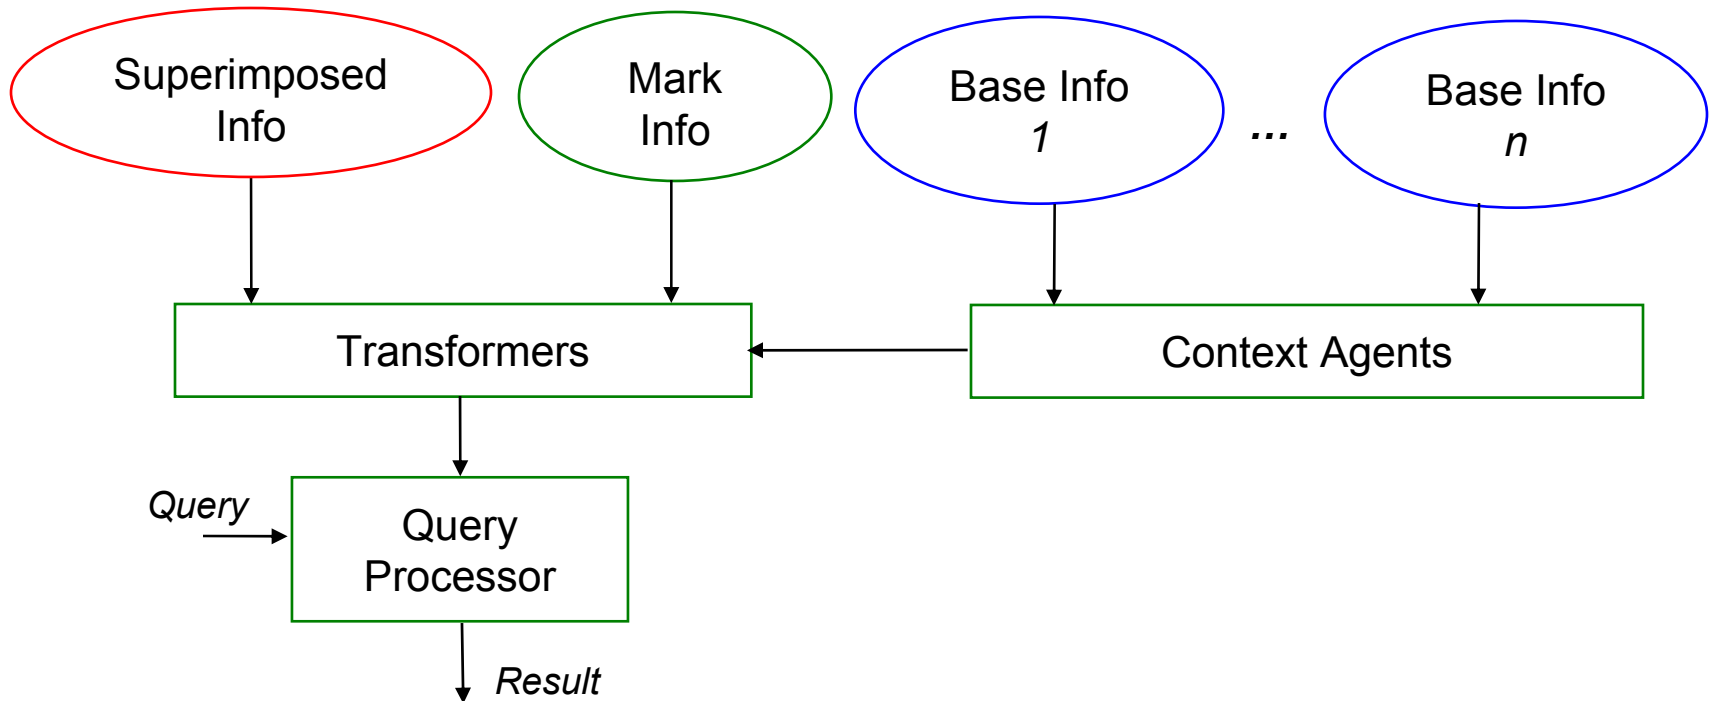 Superimposed
Info
Mark
Info
Base Info
1
...
Base Info
n
Transformers
Context Agents
Query
Query
Processor
Result